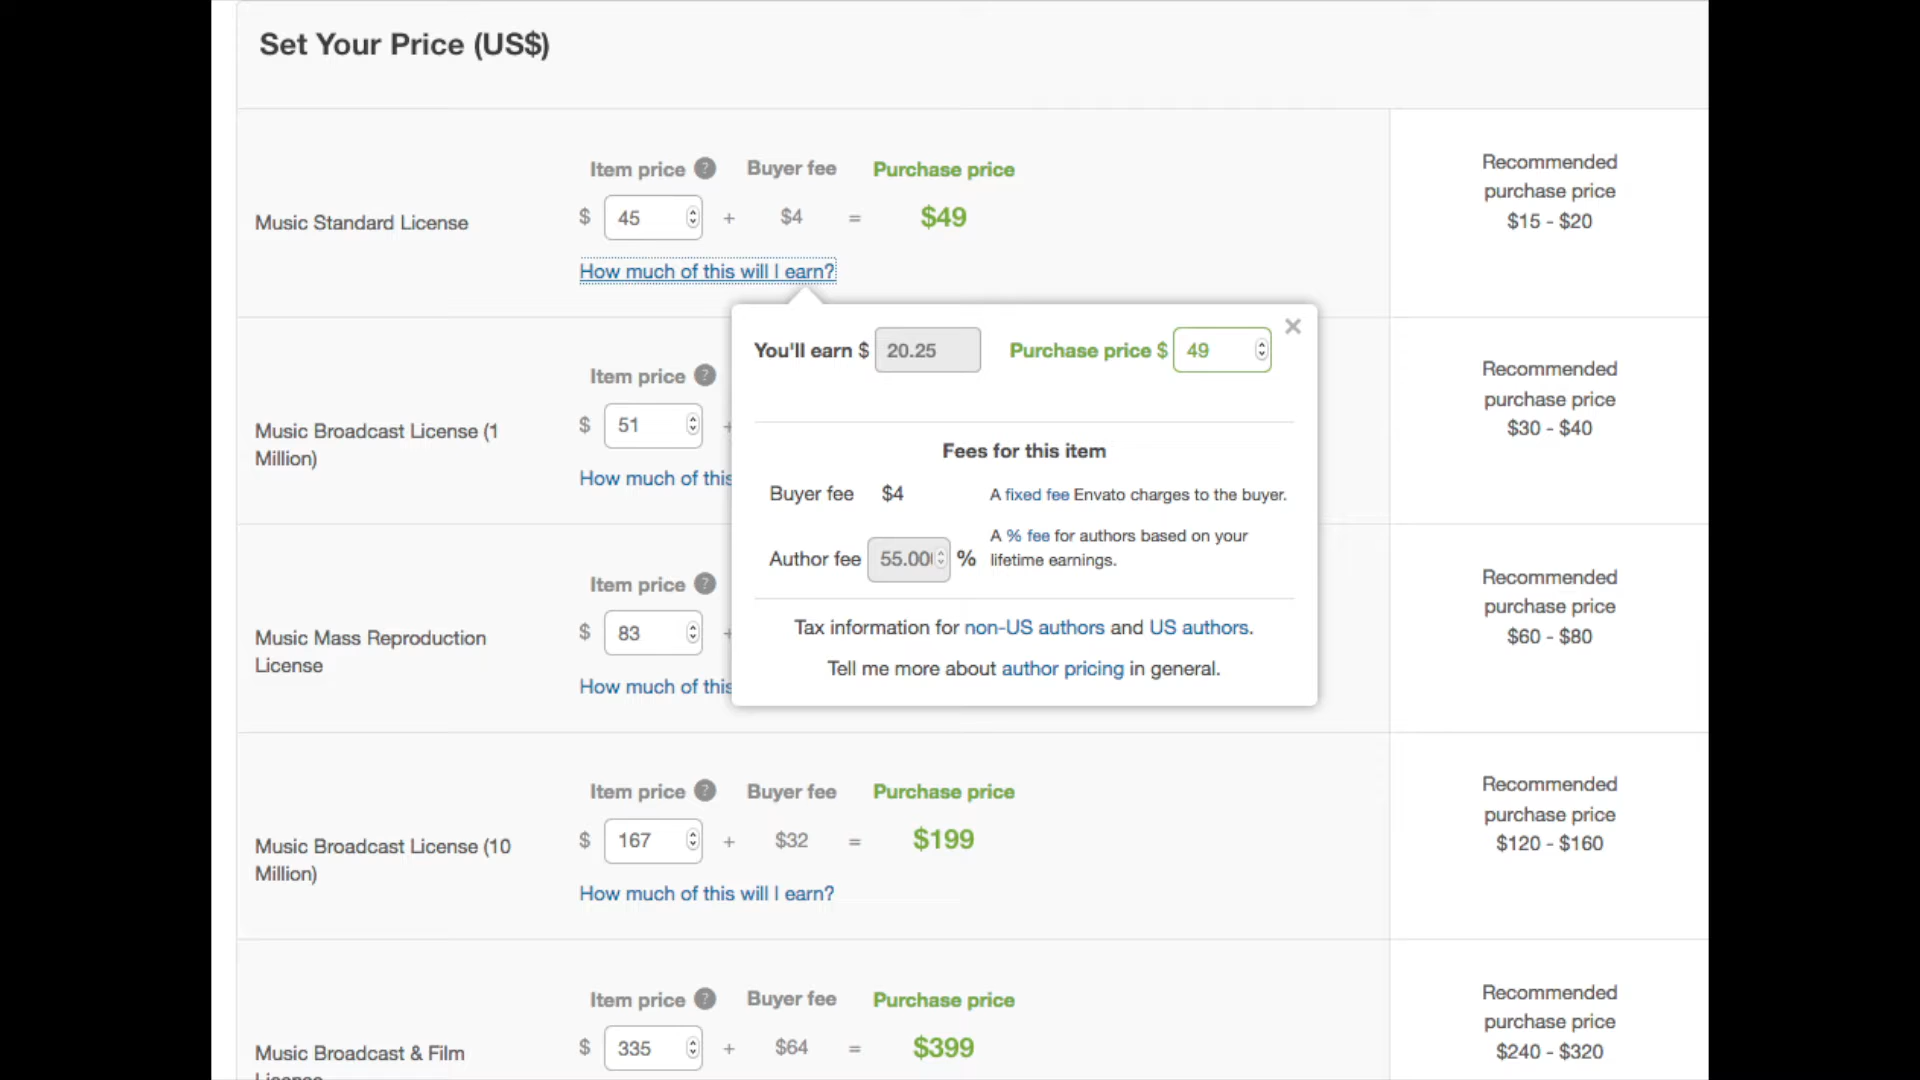 Set Your Price (US$)
Item price ? Buyer fee Purchase price
Music Standard License
$ 45 + $4 = $49
How much of this will I earn?
Recommended
purchase price
$15 - $20
You'll earn $ 20.25 Purchase price $ 49 ×
Fees for this item
Buyer fee $4 A fixed fee Envato charges to the buyer.
Author fee 55.00 % A % fee for authors based on your
lifetime earnings.
Tax information for non-US authors and US authors.
Tell me more about author pricing in general.
Item price ?
Music Broadcast License (1
Million)
$ 51 +
How much of this
Recommended
purchase price
$30 - $40
Item price ?
Music Mass Reproduction
License
$ 83 +
How much of this
Recommended
purchase price
$60 - $80
Item price ? Buyer fee Purchase price
Music Broadcast License (10
Million)
$ 167 + $32 = $199
How much of this will I earn?
Recommended
purchase price
$120 - $160
Item price ? Buyer fee Purchase price
Music Broadcast & Film
License
$ 335 + $64 = $399
Recommended
purchase price
$240 - $320